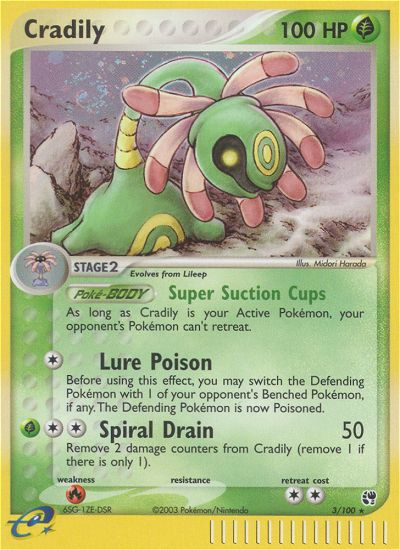 Cradily 100 HP
STAGE2
Evolves from Lileep
Illus. Midori Harada
Poké-BODY Super Suction Cups
As long as Cradily is your Active Pokémon, your
opponent's Pokémon can't retreat.
Lure Poison
Before using this effect, you may switch the Defending
Pokémon with 1 of your opponent's Benched Pokémon,
if any. The Defending Pokémon is now Poisoned.
Spiral Drain 50
Remove 2 damage counters from Cradily (remove 1 if
there is only 1).
weakness resistance retreat cost
6SG-1ZE-DSR ©2003 Pokémon/Nintendo 3/100 ★
e